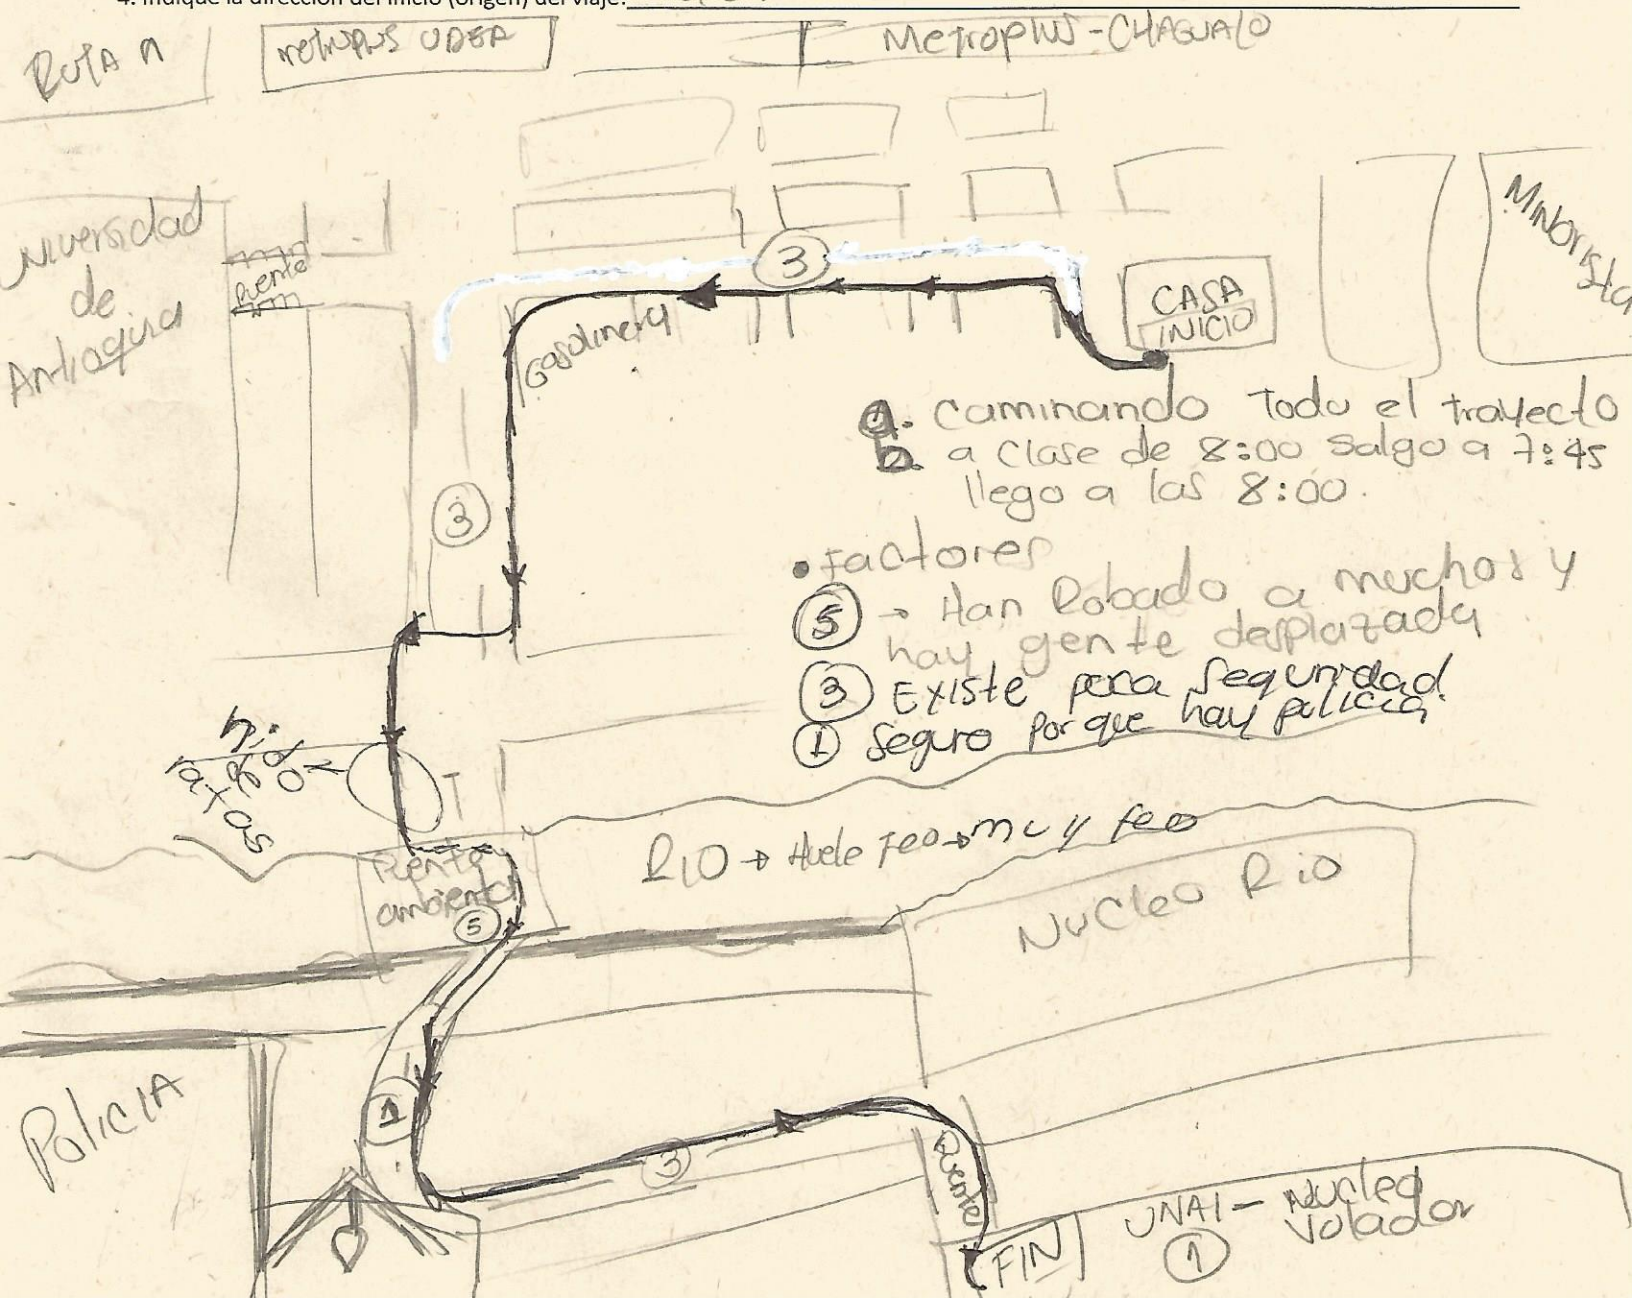 4. Indique la dirección del inicio (origen) del viaje:
RUTA N
METROPLUS UDEA
Metroplus - CHAGUALO
Universidad
de
Antioquia
Puente
3
Gasolinera
CASA
INICIO
Minorista
a. Caminando Todo el trayecto
b. a clase de 8:00 salgo a 7:45
llego a las 8:00.
3
• Factores
5 → Han Robado a muchos y
hay gente desplazada
3 Existe poca seguridad
1 Seguro porque hay policia
T
RIO → Huele Feo → muy feo
Puente
ambiental
5
Nucleo Rio
Policia
1
3
Puente
FIN
UNAL - Nucleo
Volador
1